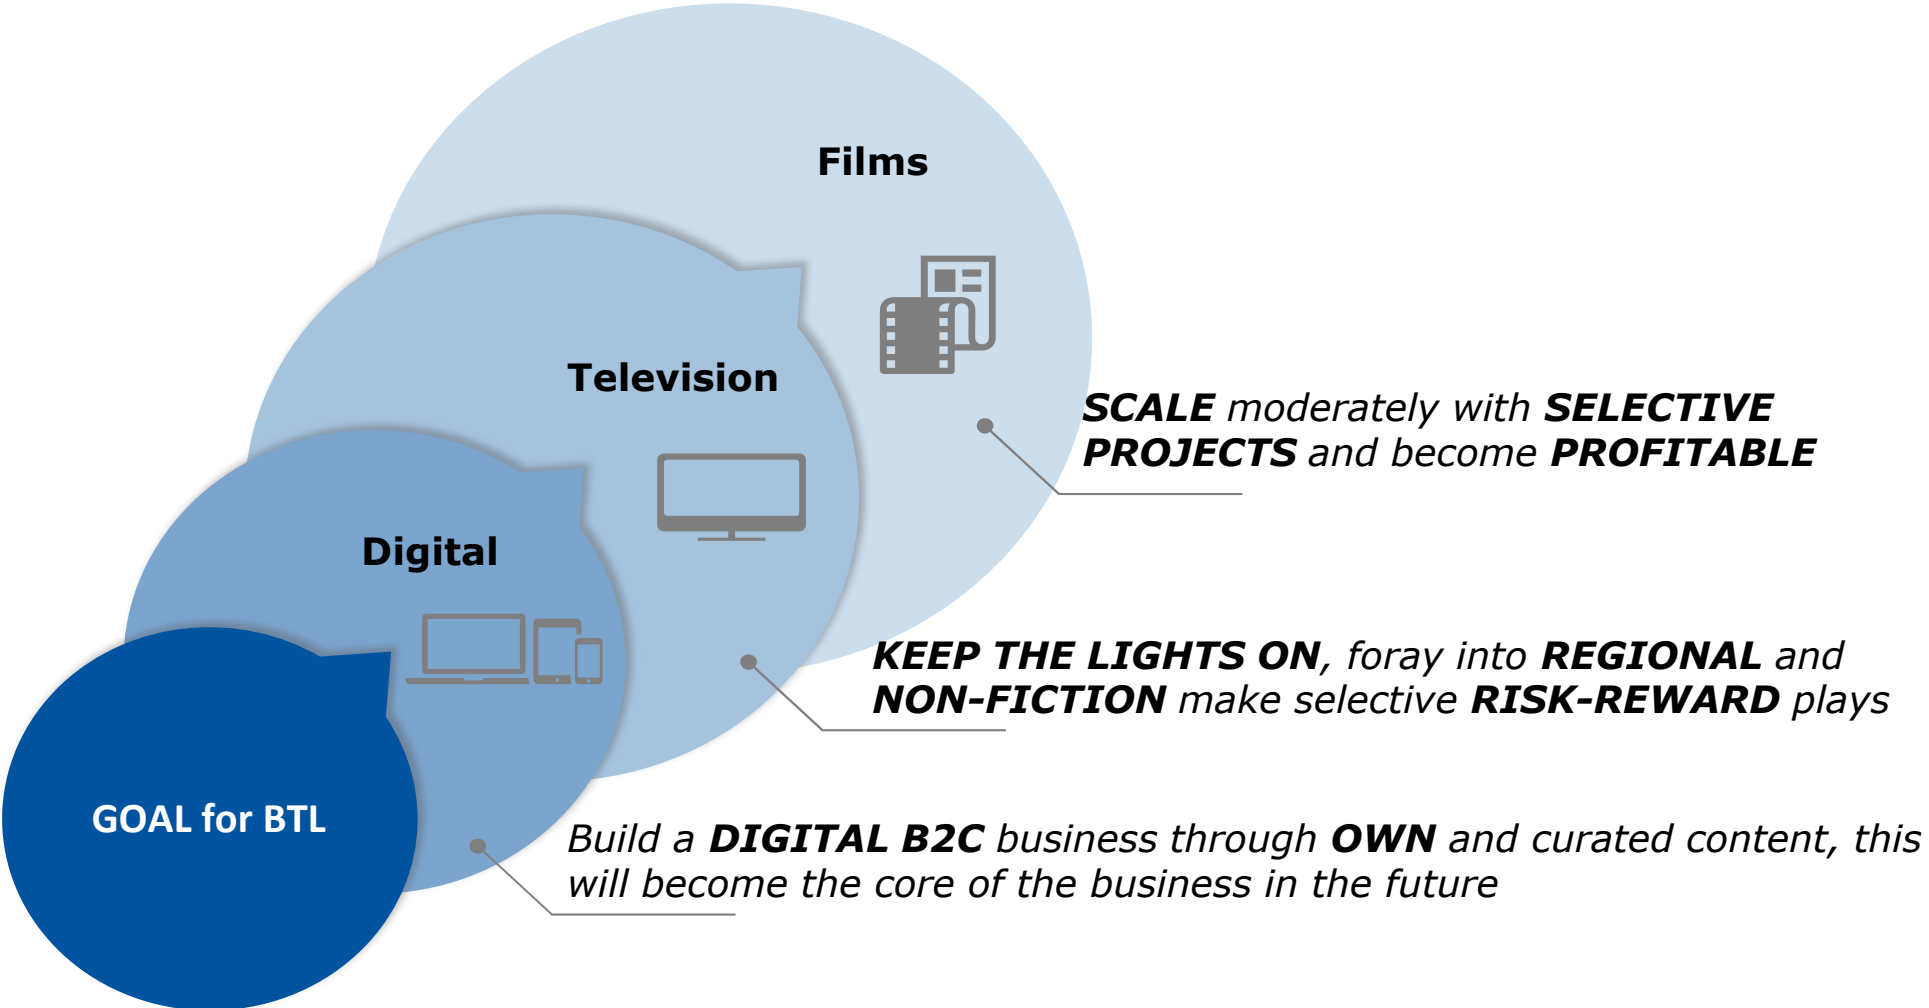 Films
SCALE moderately with SELECTIVE
PROJECTS and become PROFITABLE
Television
KEEP THE LIGHTS ON, foray into REGIONAL and
NON-FICTION make selective RISK-REWARD plays
Digital
Build a DIGITAL B2C business through OWN and curated content, this
will become the core of the business in the future
GOAL for BTL